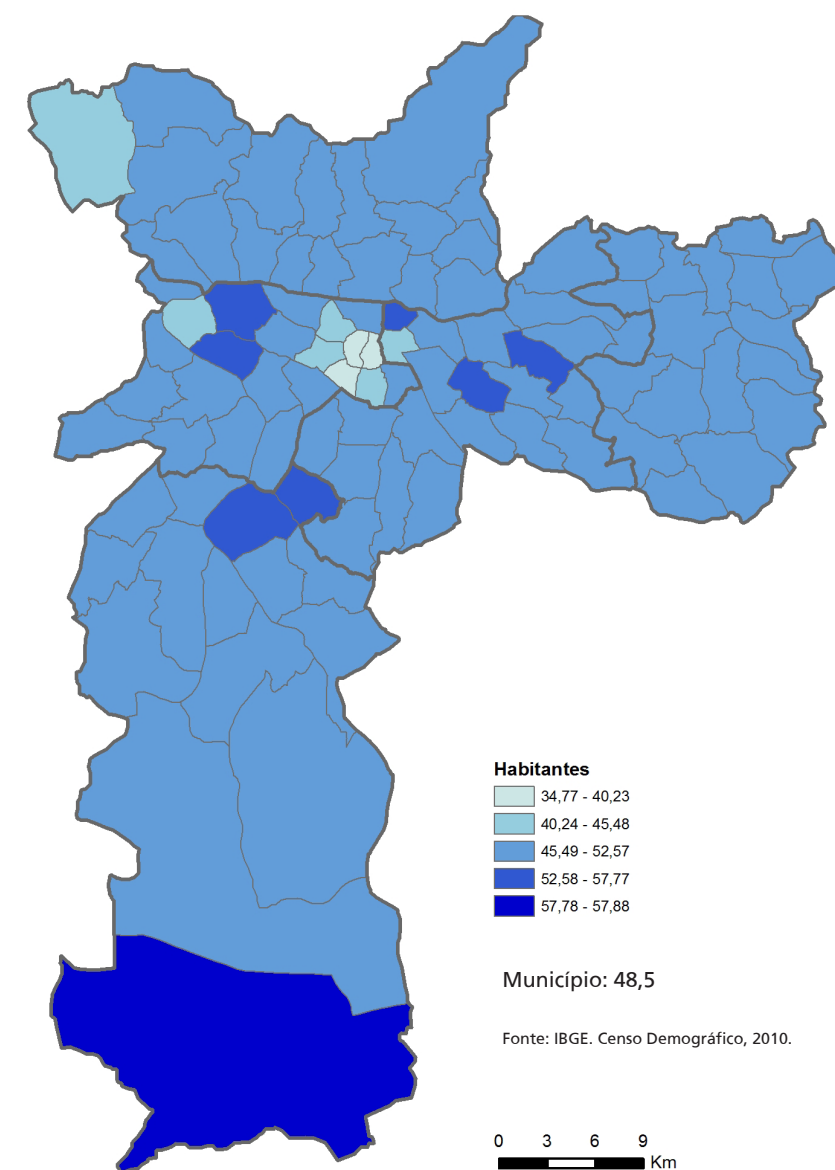 Habitantes
34,77 - 40,23
40,24 - 45,48
45,49 - 52,57
52,58 - 57,77
57,78 - 57,88
Município: 48,5
Fonte: IBGE. Censo Demográfico, 2010.
0 3 6 9
Km